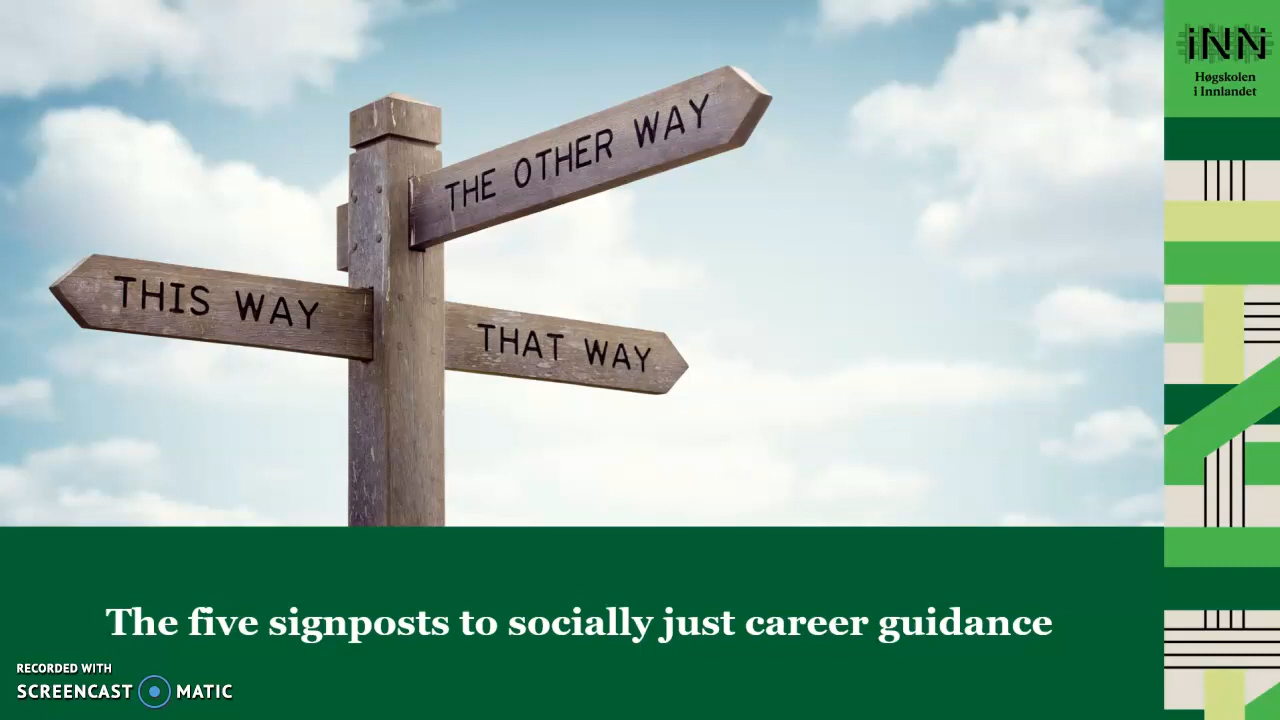 THE OTHER WAY
THIS WAY
THAT WAY
iNN
Høgskolen
i Innlandet
The five signposts to socially just career guidance
RECORDED WITH
SCREENCAST MATIC